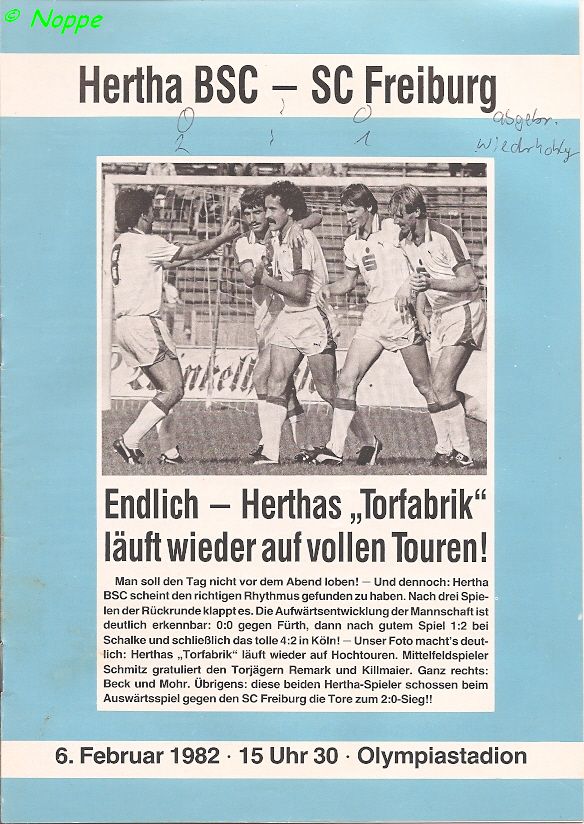 © Noppe
Hertha BSC – SC Freiburg
0 : 0 abgebr.
2 : 1 Wiederholg
8
S
Endlich – Herthas „Torfabrik“
läuft wieder auf vollen Touren!
Man soll den Tag nicht vor dem Abend loben! – Und dennoch: Hertha
BSC scheint den richtigen Rhythmus gefunden zu haben. Nach drei Spie-
len der Rückrunde klappt es. Die Aufwärtsentwicklung der Mannschaft ist
deutlich erkennbar: 0:0 gegen Fürth, dann nach gutem Spiel 1:2 bei
Schalke und schließlich das tolle 4:2 in Köln! – Unser Foto macht's deut-
lich: Herthas „Torfabrik“ läuft wieder auf Hochtouren. Mittelfeldspieler
Schmitz gratuliert den Torjägern Remark und Killmaier. Ganz rechts:
Beck und Mohr. Übrigens: diese beiden Hertha-Spieler schossen beim
Auswärtsspiel gegen den SC Freiburg die Tore zum 2:0-Sieg!!
6. Februar 1982 · 15 Uhr 30 · Olympiastadion